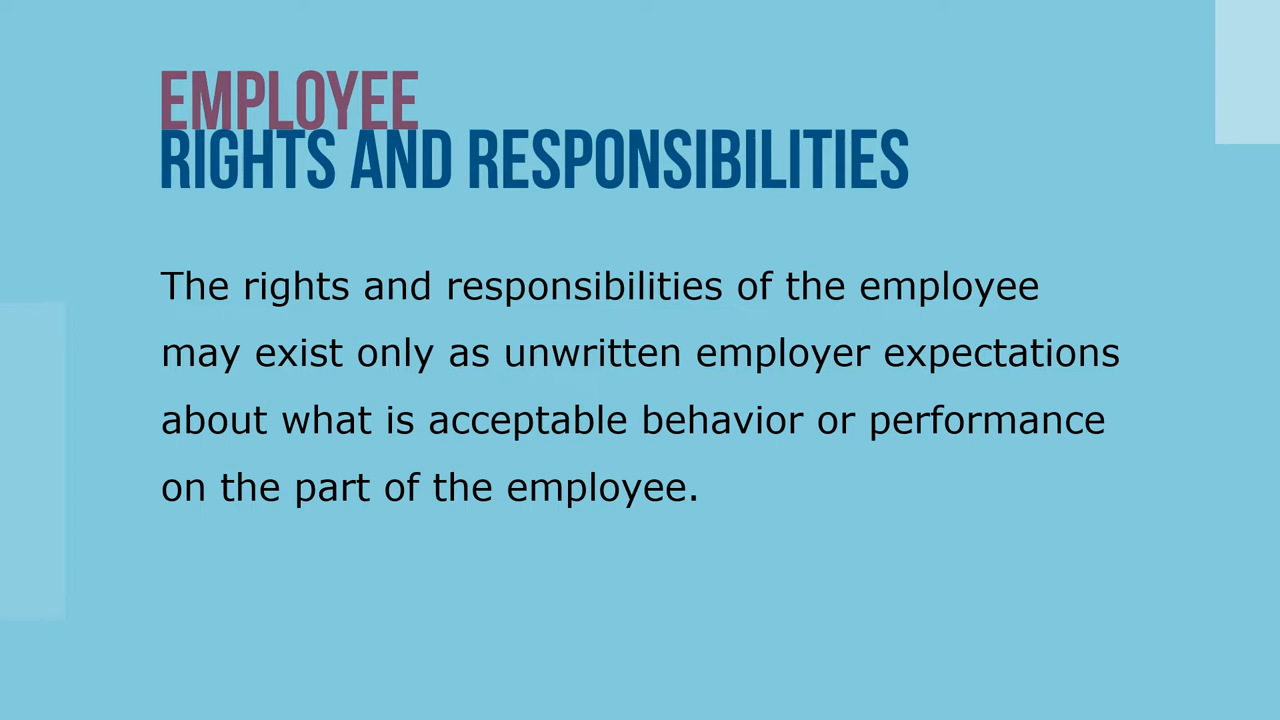 EMPLOYEE
RIGHTS AND RESPONSIBILITIES
The rights and responsibilities of the employee
may exist only as unwritten employer expectations
about what is acceptable behavior or performance
on the part of the employee.